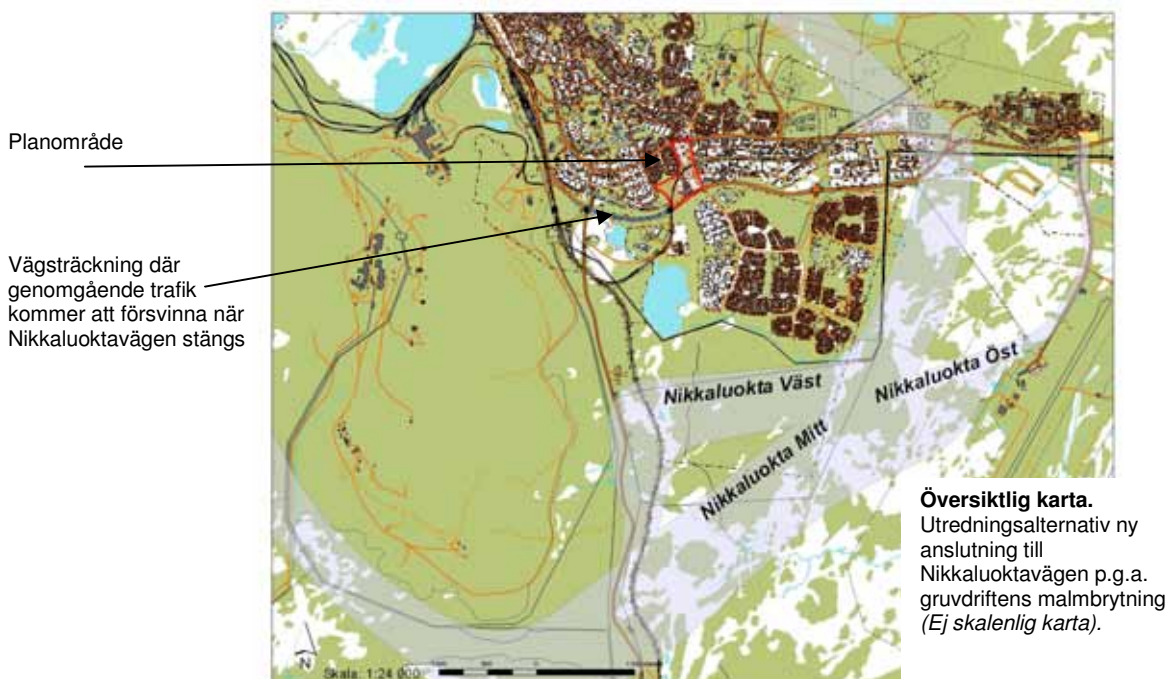 Planområde
Vägsträckning där
genomgående trafik
kommer att försvinna när
Nikkaluoktavägen stängs
Nikkaluokta Väst
Nikkaluokta Öst
Nikkaluokta Mitt
Översiktlig karta.
Utredningsalternativ ny
anslutning till
Nikkaluoktavägen p.g.a.
gruvdriftens malmbrytning
(Ej skalenlig karta).
Skala: 1:24 000